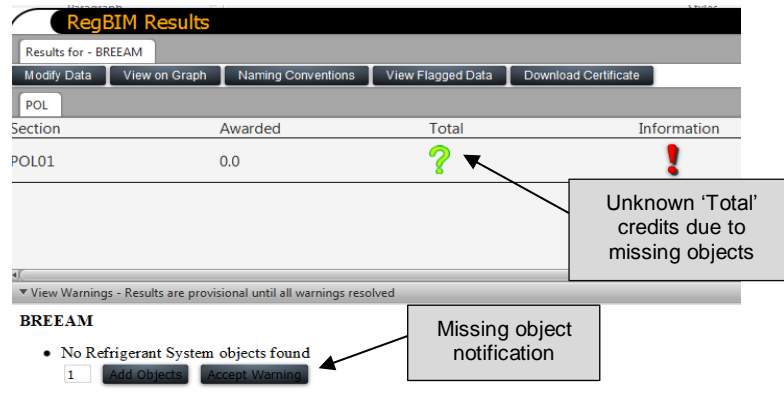 Paragraph
RegBIM Results
Results for - BREEAM
Modify Data View on Graph Naming Conventions View Flagged Data Download Certificate
POL
Section Awarded Total Information
POL01 0.0
Unknown ‘Total’
credits due to
missing objects
View Warnings - Results are provisional until all warnings resolved
BREEAM
Missing object
notification
• No Refrigerant System objects found
1 Add Objects Accept Warning